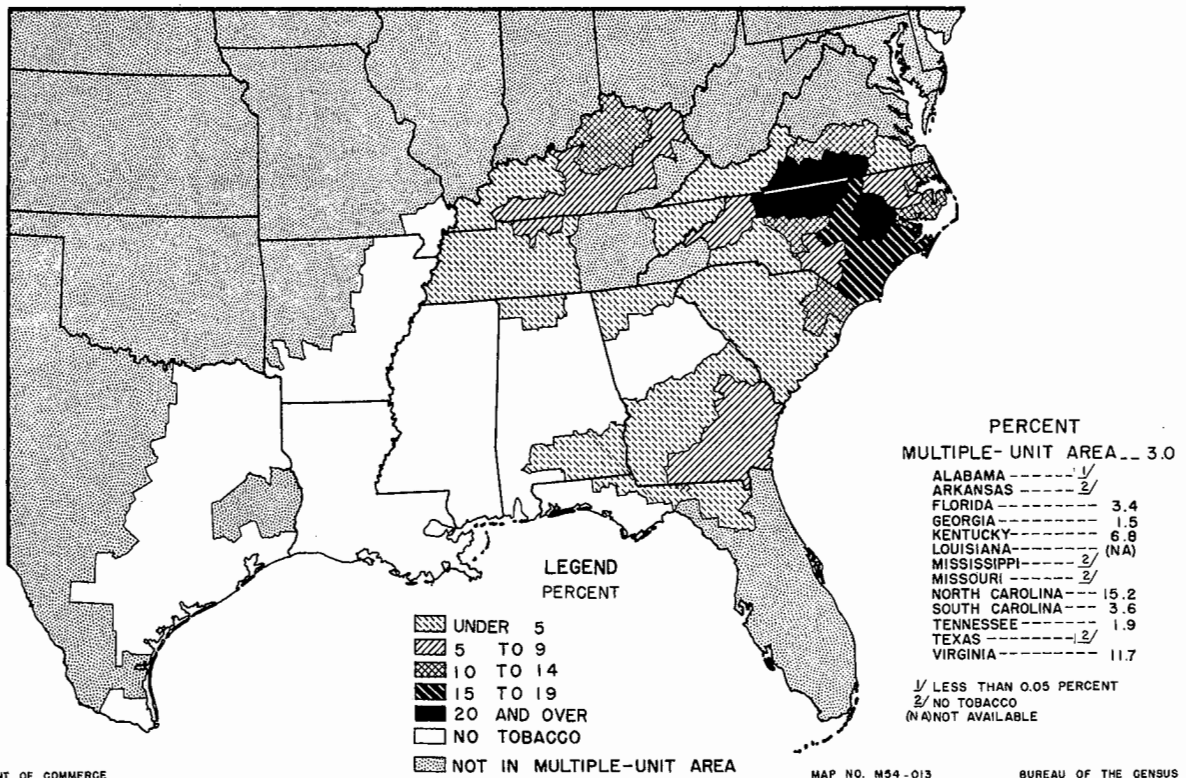 PERCENT
MULTIPLE-UNIT AREA__ 3.0
ALABAMA ------ 1/
ARKANSAS ----- 2/
FLORIDA ------ 3.4
GEORGIA ------ 1.5
KENTUCKY------ 6.8
LOUISIANA------ (NA)
MISSISSIPPI ---- 2/
MISSOURI ----- 2/
NORTH CAROLINA--- 15.2
SOUTH CAROLINA--- 3.6
TENNESSEE------ 1.9
TEXAS -------- 2/
VIRGINIA------- 11.7
1/ LESS THAN 0.05 PERCENT
2/ NO TOBACCO
(NA) NOT AVAILABLE
LEGEND
PERCENT
UNDER 5
5 TO 9
10 TO 14
15 TO 19
20 AND OVER
NO TOBACCO
NOT IN MULTIPLE-UNIT AREA
NT OF COMMERCE MAP NO. M54-013 BUREAU OF THE CENSUS